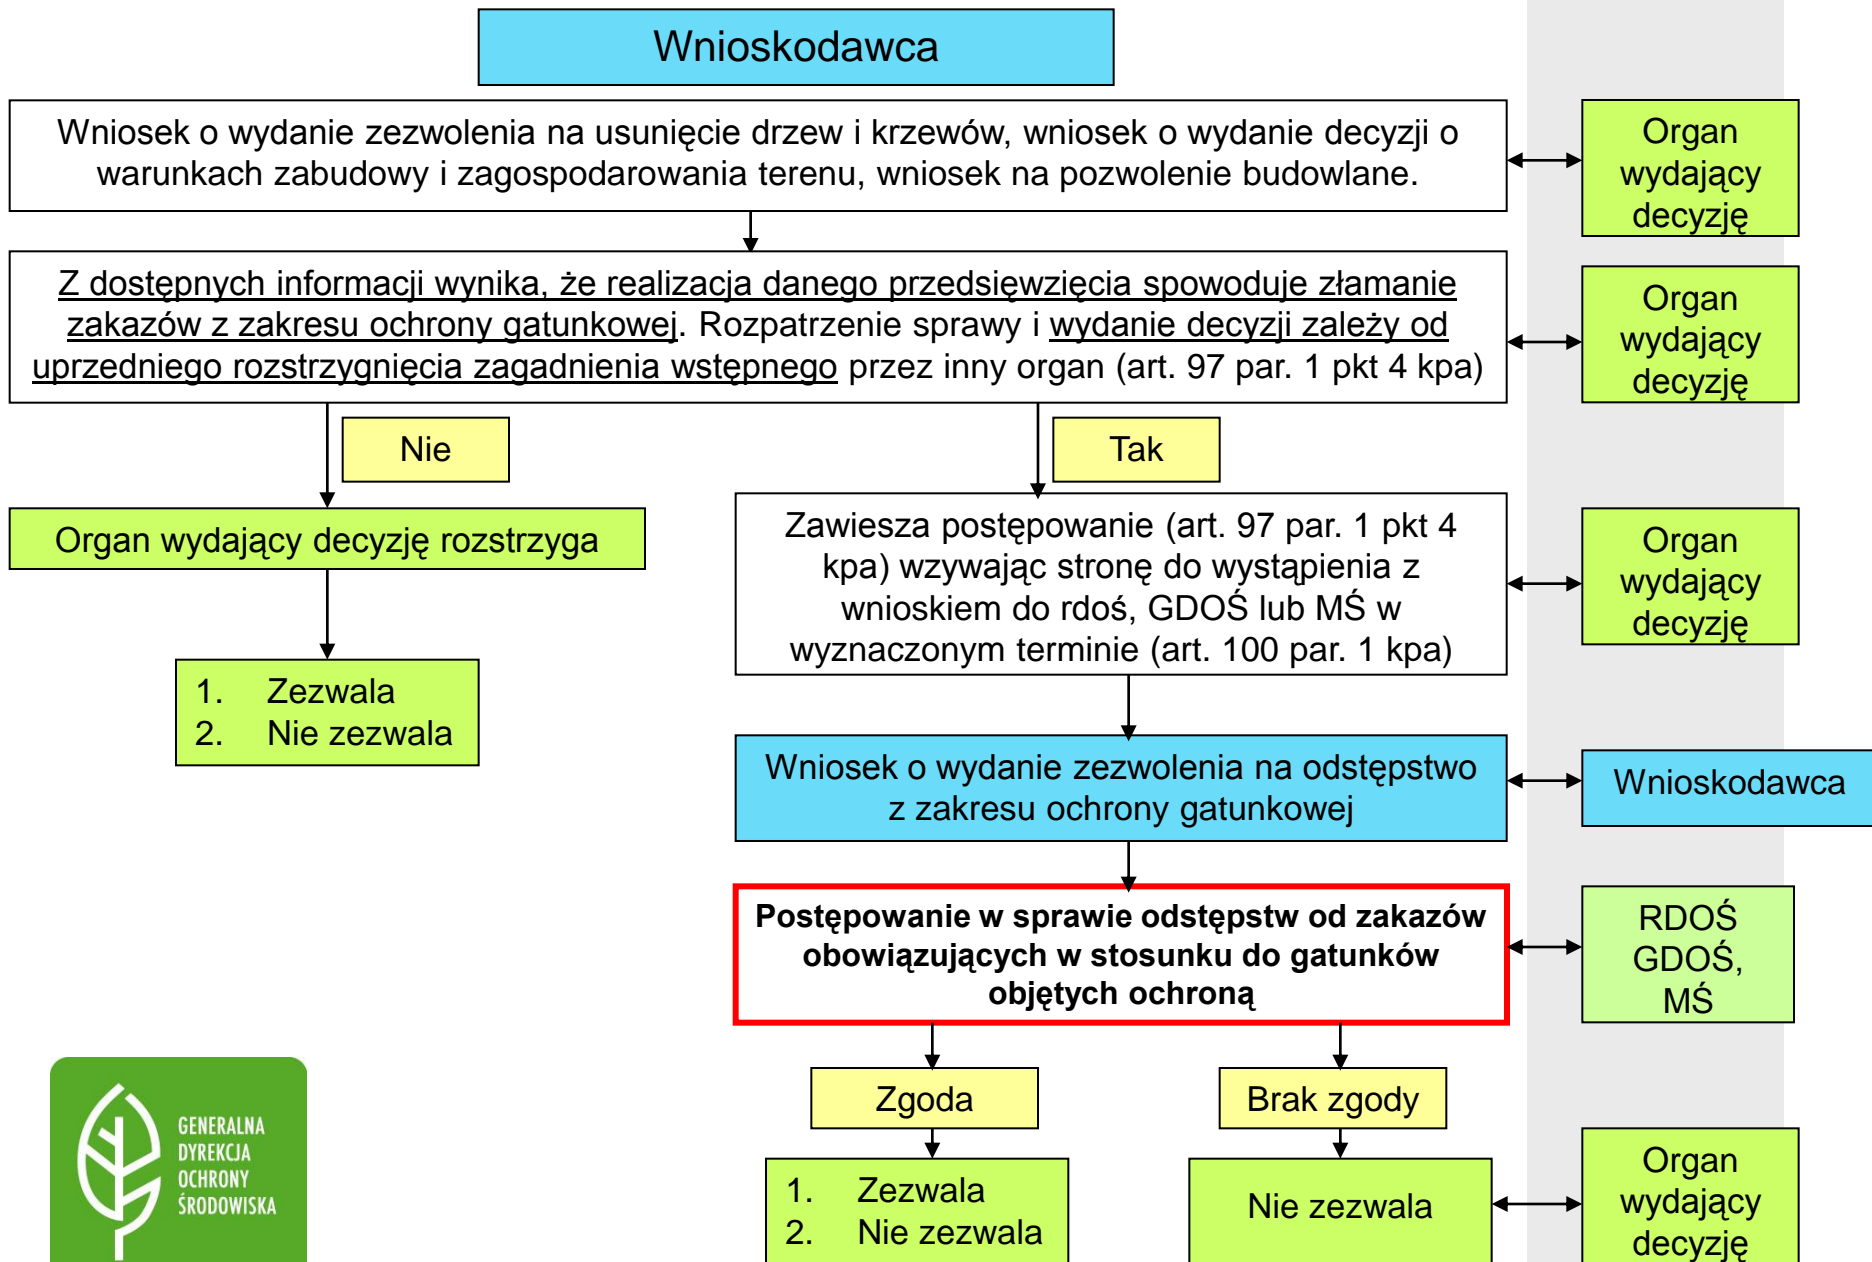 Wnioskodawca
Wniosek o wydanie zezwolenia na usunięcie drzew i krzewów, wniosek o wydanie decyzji o
warunkach zabudowy i zagospodarowania terenu, wniosek na pozwolenie budowlane.
Organ
wydający
decyzję
Z dostępnych informacji wynika, że realizacja danego przedsięwzięcia spowoduje złamanie
zakazów z zakresu ochrony gatunkowej. Rozpatrzenie sprawy i wydanie decyzji zależy od
uprzedniego rozstrzygnięcia zagadnienia wstępnego przez inny organ (art. 97 par. 1 pkt 4 kpa)
Organ
wydający
decyzję
Nie
Tak
Organ wydający decyzję rozstrzyga
1. Zezwala
2. Nie zezwala
Zawiesza postępowanie (art. 97 par. 1 pkt 4
kpa) wzywając stronę do wystąpienia z
wnioskiem do rdoś, GDOŚ lub MŚ w
wyznaczonym terminie (art. 100 par. 1 kpa)
Organ
wydający
decyzję
Wniosek o wydanie zezwolenia na odstępstwo
z zakresu ochrony gatunkowej
Wnioskodawca
Postępowanie w sprawie odstępstw od zakazów
obowiązujących w stosunku do gatunków
objętych ochroną
RDOŚ
GDOŚ,
MŚ
Zgoda
Brak zgody
1. Zezwala
2. Nie zezwala
Nie zezwala
Organ
wydający
decyzję
GENERALNA
DYREKCJA
OCHRONY
ŚRODOWISKA